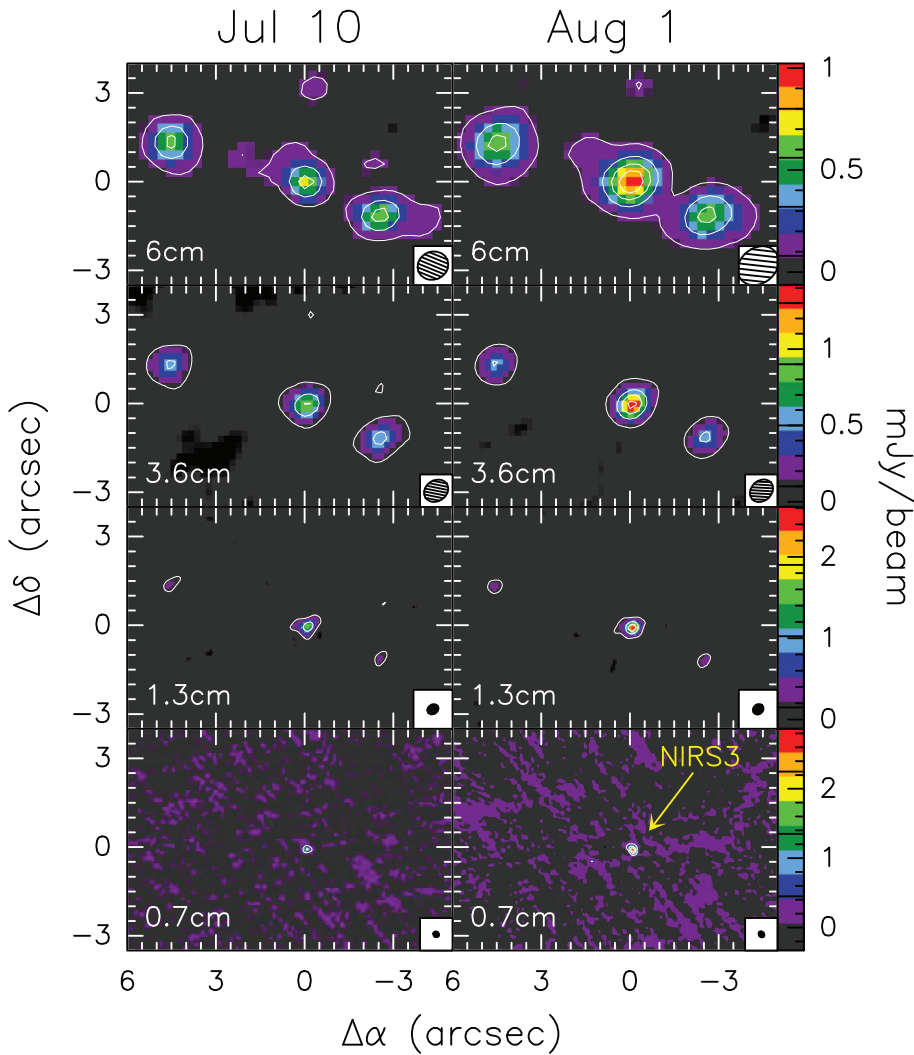 Jul 10 Aug 1
3 1
0 0.5
6cm 6cm
−3 0
3 1
0 0.5
3.6cm 3.6cm
−3 0
3
2
0 1
1.3cm 1.3cm
−3 0
3 NIRS3
2
0 1
0.7cm 0.7cm
−3 0
6 3 0 −3 6 3 0 −3
Δα (arcsec)
Δδ (arcsec)
mJy/beam